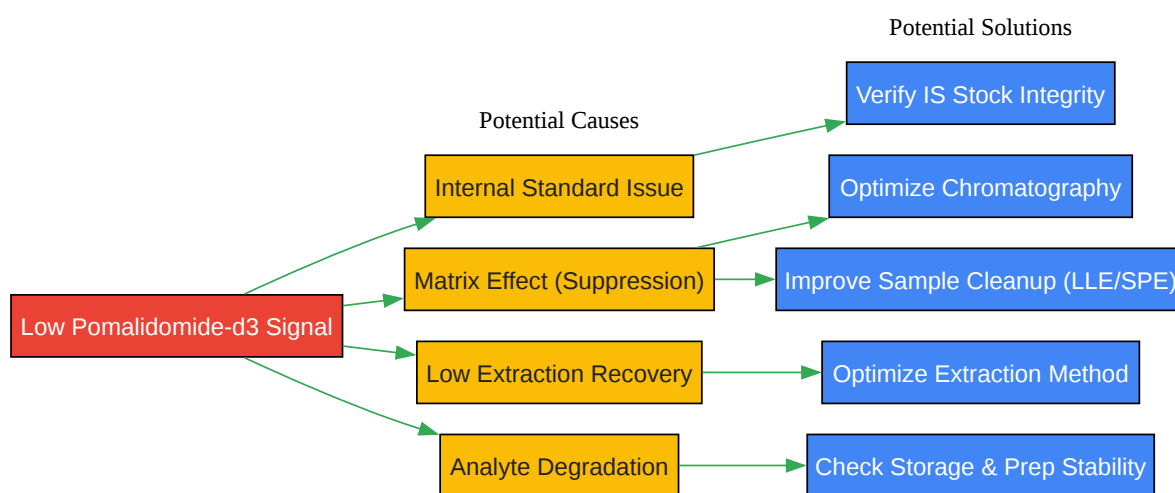 Potential Solutions
Verify IS Stock Integrity
Potential Causes
Internal Standard Issue
Optimize Chromatography
Matrix Effect (Suppression)
Improve Sample Cleanup (LLE/SPE)
Low Pomalidomide-d3 Signal
Low Extraction Recovery
Optimize Extraction Method
Analyte Degradation
Check Storage & Prep Stability